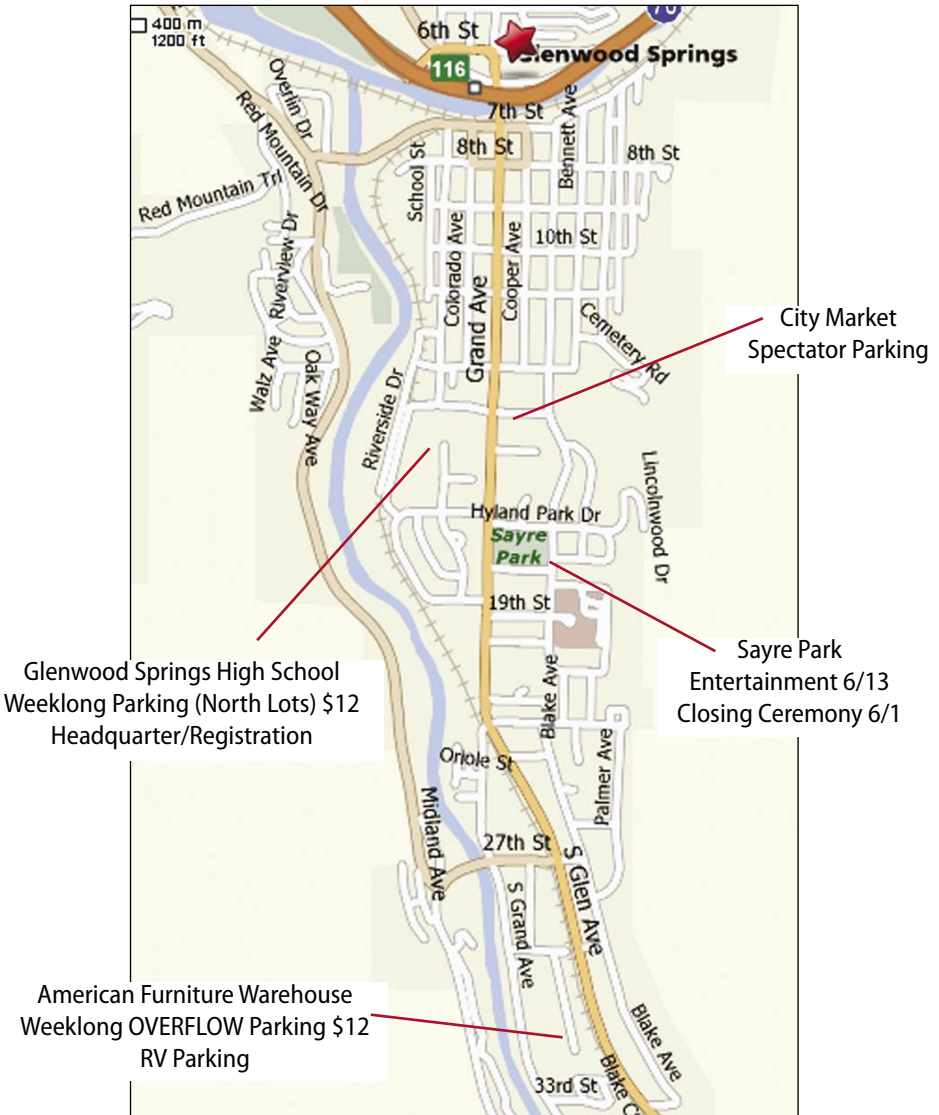 400 m
1200 ft
6th St
70
Glenwood Springs
116
Overlin Dr
Red Mountain Dr
7th St
Bennett Ave
8th St
8th St
School St
Red Mountain Trl
Riverview Dr
10th St
Colorado Ave
Grand Ave
Cooper Ave
Cemetery Rd
City Market
Spectator Parking
Walz Ave
Oak Way Ave
Riverside Dr
Lincolnwood Dr
Hyland Park Dr
Sayre
Park
19th St
Sayre Park
Entertainment 6/13
Closing Ceremony 6/1
Glenwood Springs High School
Weeklong Parking (North Lots) $12
Headquarter/Registration
Blake Ave
Oriole St
Palmer Ave
Midland Ave
27th St
S Glen Ave
S Grand Ave
American Furniture Warehouse
Weeklong OVERFLOW Parking $12
RV Parking
Blake Ave
33rd St
Blake